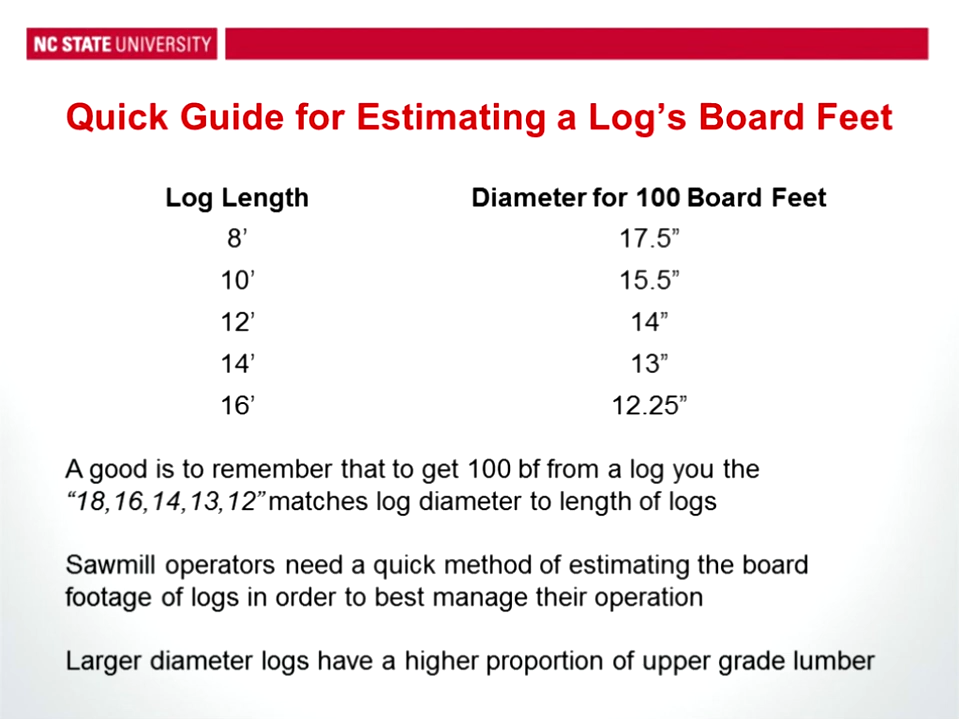 NC STATE UNIVERSITY
Quick Guide for Estimating a Log’s Board Feet
Log Length Diameter for 100 Board Feet
8’ 17.5”
10’ 15.5”
12’ 14”
14’ 13”
16’ 12.25”
A good is to remember that to get 100 bf from a log you the
“18,16,14,13,12” matches log diameter to length of logs
Sawmill operators need a quick method of estimating the board
footage of logs in order to best manage their operation
Larger diameter logs have a higher proportion of upper grade lumber